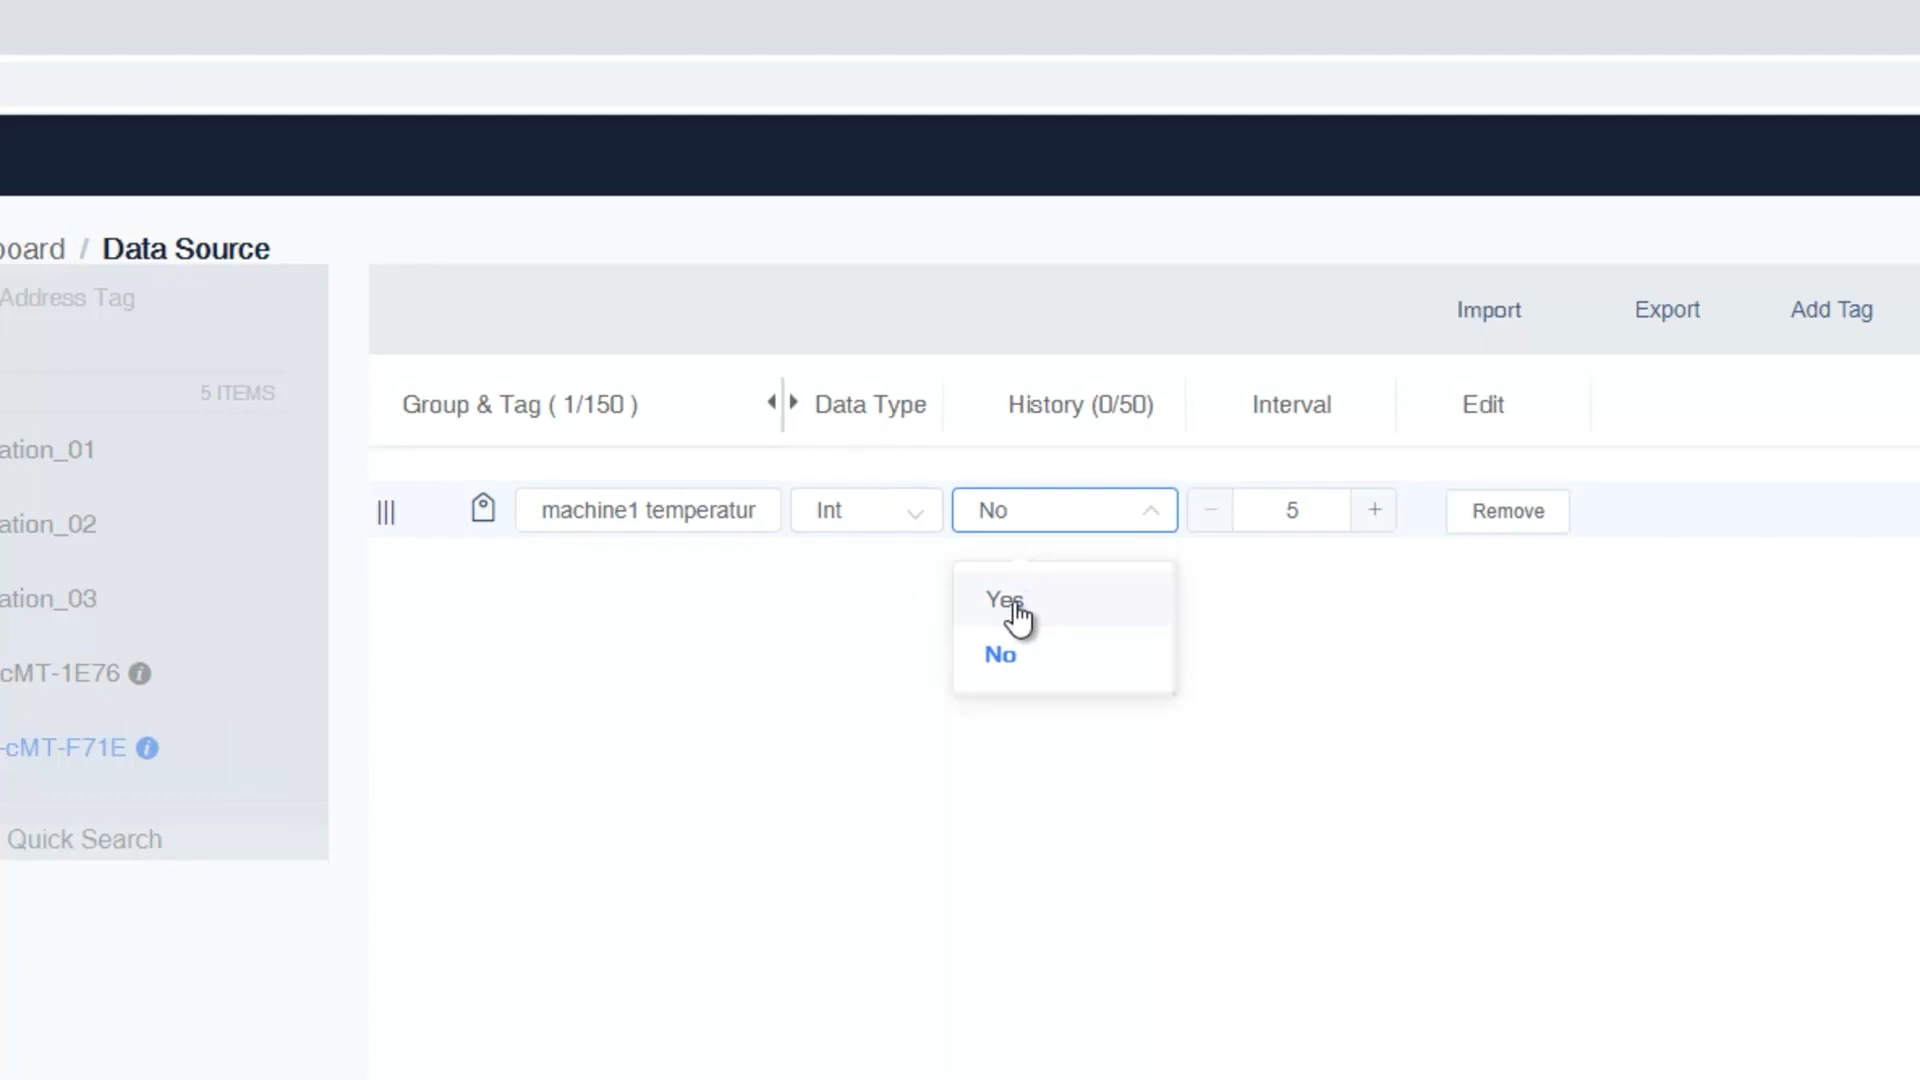 board / Data Source
Address Tag
Import Export Add Tag
5 ITEMS
Group & Tag ( 1/150 ) Data Type History (0/50) Interval Edit
ation_01
machine1 temperatur Int No − 5 + Remove
ation_02
Yes
ation_03
No
cMT-1E76
-cMT-F71E
Quick Search